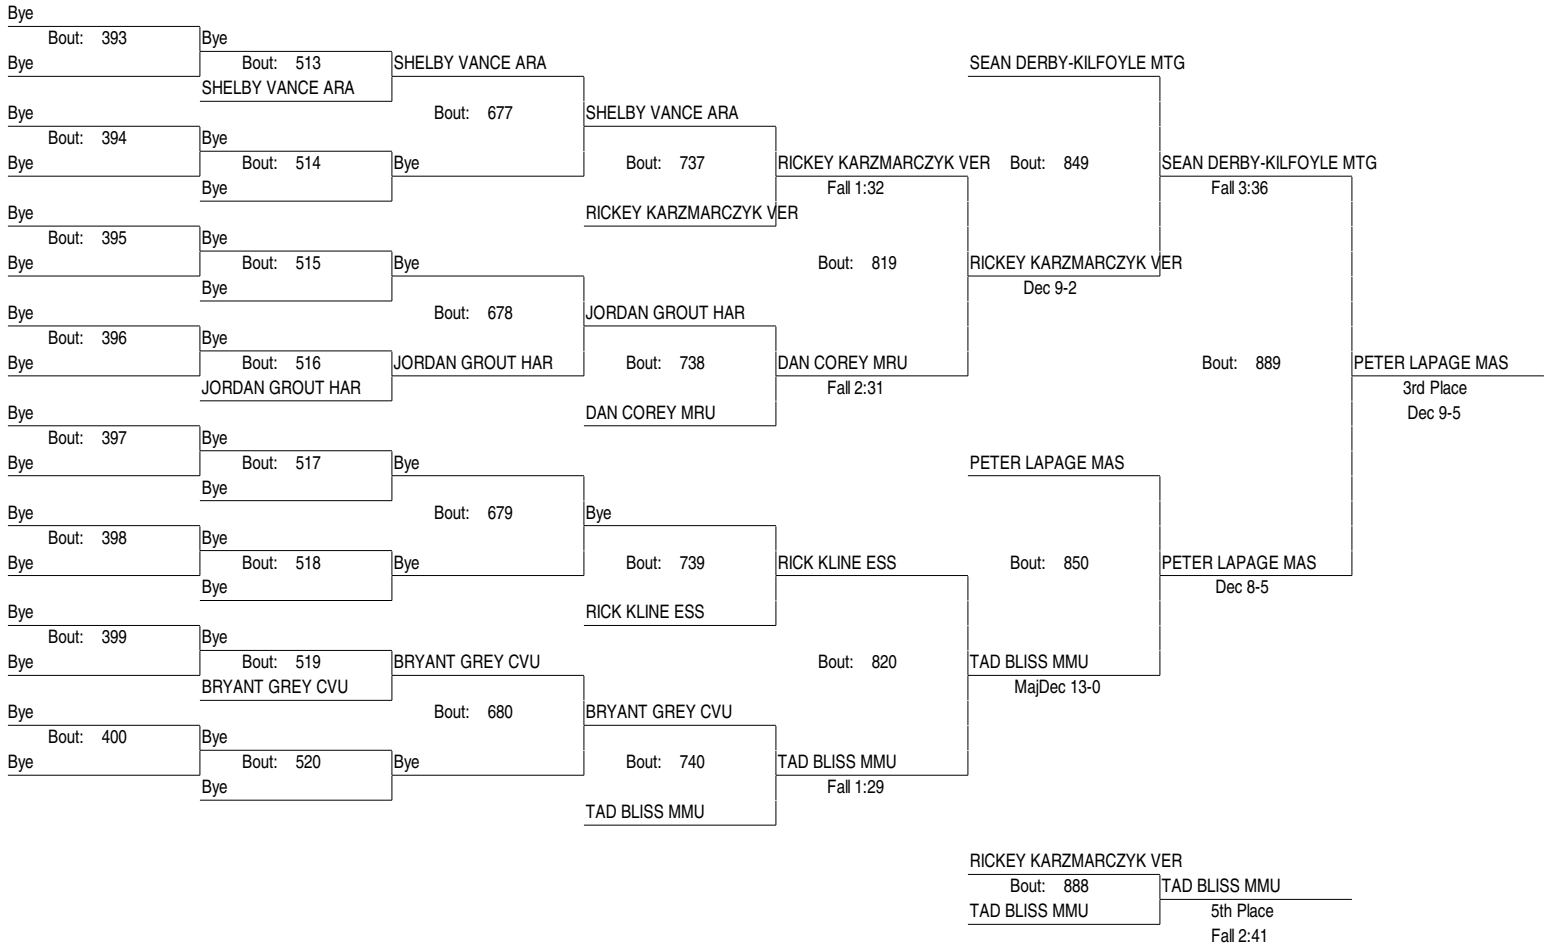 Bye
Bout: 393 Bye
Bye Bout: 513 SHELBY VANCE ARA SEAN DERBY-KILFOYLE MTG
SHELBY VANCE ARA
Bye Bout: 677 SHELBY VANCE ARA
Bout: 394 Bye
Bye Bout: 514 Bye Bout: 737 RICKEY KARZMARCZYK VER Bout: 849 SEAN DERBY-KILFOYLE MTG
Bye Fall 1:32 Fall 3:36
Bye RICKEY KARZMARCZYK VER
Bout: 395 Bye
Bye Bout: 515 Bye Bout: 819 RICKEY KARZMARCZYK VER
Bye Dec 9-2
Bye Bout: 678 JORDAN GROUT HAR
Bout: 396 Bye
Bye Bout: 516 JORDAN GROUT HAR Bout: 738 DAN COREY MRU Bout: 889 PETER LAPAGE MAS
JORDAN GROUT HAR Fall 2:31 3rd Place
Bye DAN COREY MRU Dec 9-5
Bout: 397 Bye
Bye Bout: 517 Bye PETER LAPAGE MAS
Bye
Bye Bout: 679 Bye
Bout: 398 Bye
Bye Bout: 518 Bye Bout: 739 RICK KLINE ESS Bout: 850 PETER LAPAGE MAS
Bye Dec 8-5
Bye RICK KLINE ESS
Bout: 399 Bye
Bye Bout: 519 BRYANT GREY CVU Bout: 820 TAD BLISS MMU
BRYANT GREY CVU MajDec 13-0
Bye Bout: 680 BRYANT GREY CVU
Bout: 400 Bye
Bye Bout: 520 Bye Bout: 740 TAD BLISS MMU
Bye Fall 1:29
TAD BLISS MMU
RICKEY KARZMARCZYK VER
Bout: 888 TAD BLISS MMU
TAD BLISS MMU 5th Place
Fall 2:41